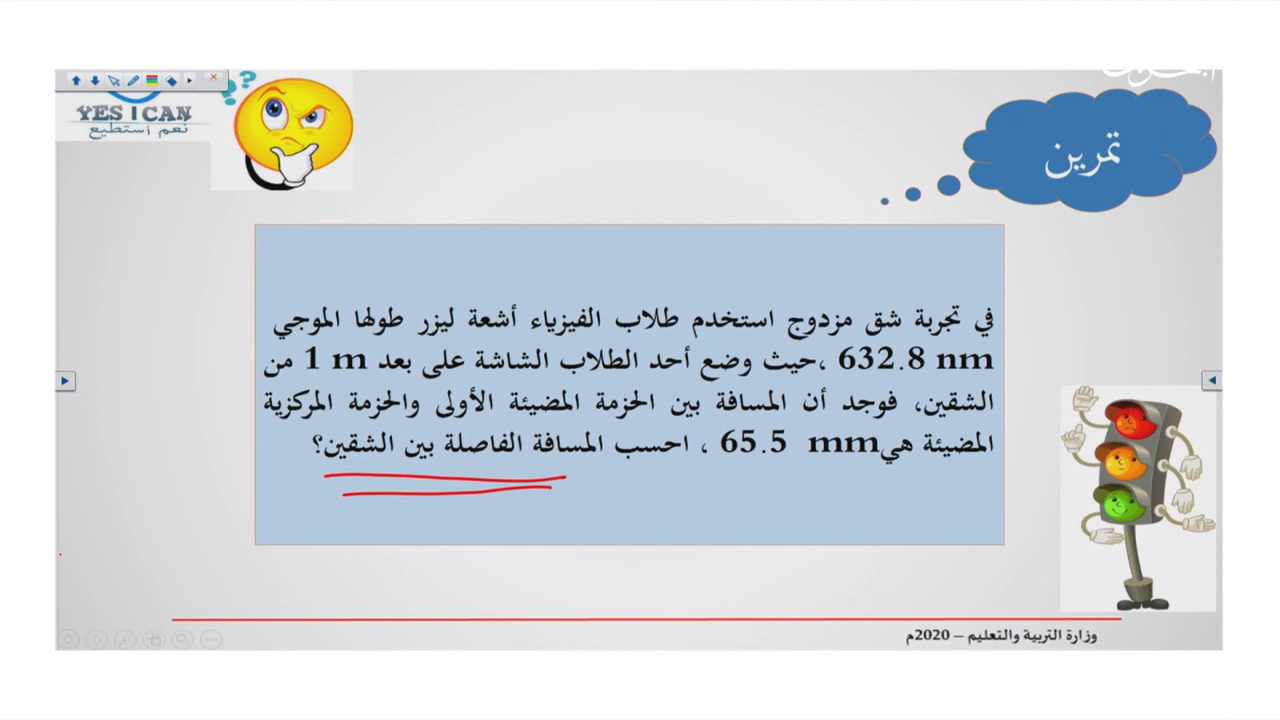 YES I CAN
نعم أستطيع
تمرين
في تجربة شق مزدوج استخدم طلاب الفيزياء أشعة ليزر طولها الموجي
632.8 nm ،حيث وضع أحد الطلاب الشاشة على بعد 1 m من
الشقين، فوجد أن المسافة بين الحزمة المضيئة الأولى والحزمة المركزية
المضيئة هي65.5 mm ، احسب المسافة الفاصلة بين الشقين؟
وزارة التربية والتعليم – 2020م